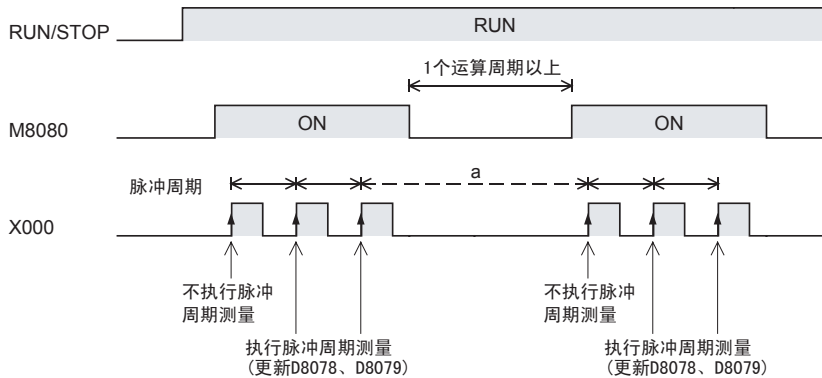 RUN/STOP
RUN
1个运算周期以上
M8080
ON
ON
脉冲周期
a
X000
不执行脉冲
周期测量
不执行脉冲
周期测量
执行脉冲周期测量
(更新D8078、D8079)
执行脉冲周期测量
(更新D8078、D8079)